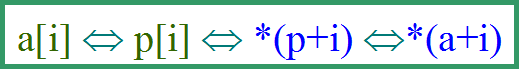 a[i] ⇔ p[i] ⇔ *(p+i) ⇔*(a+i)